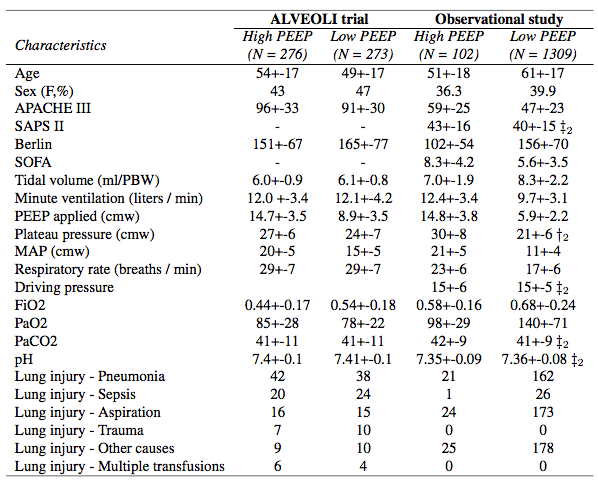 ALVEOLI trial Observational study
Characteristics High PEEP Low PEEP High PEEP Low PEEP
(N = 276) (N = 273) (N = 102) (N = 1309)
Age 54+-17 49+-17 51+-18 61+-17
Sex (F,%) 43 47 36.3 39.9
APACHE III 96+-33 91+-30 59+-25 47+-23
SAPS II - - 43+-16 40+-15 ‡2
Berlin 151+-67 165+-77 102+-54 156+-70
SOFA - - 8.3+-4.2 5.6+-3.5
Tidal volume (ml/PBW) 6.0+-0.9 6.1+-0.8 7.0+-1.9 8.3+-2.2
Minute ventilation (liters / min) 12.0 +-3.4 12.1+-4.2 12.4+-3.4 9.7+-3.1
PEEP applied (cmw) 14.7+-3.5 8.9+-3.5 14.8+-3.8 5.9+-2.2
Plateau pressure (cmw) 27+-6 24+-7 30+-8 21+-6 ‡2
MAP (cmw) 20+-5 15+-5 21+-5 11+-4
Respiratory rate (breaths / min) 29+-7 29+-7 23+-6 17+-6
Driving pressure 15+-6 15+-5 ‡2
FiO2 0.44+-0.17 0.54+-0.18 0.58+-0.16 0.68+-0.24
PaO2 85+-28 78+-22 98+-29 140+-71
PaCO2 41+-11 41+-11 42+-9 41+-9 ‡2
pH 7.4+-0.1 7.41+-0.1 7.35+-0.09 7.36+-0.08 ‡2
Lung injury - Pneumonia 42 38 21 162
Lung injury - Sepsis 20 24 1 26
Lung injury - Aspiration 16 15 24 173
Lung injury - Trauma 7 10 0 0
Lung injury - Other causes 9 10 25 178
Lung injury - Multiple transfusions 6 4 0 0